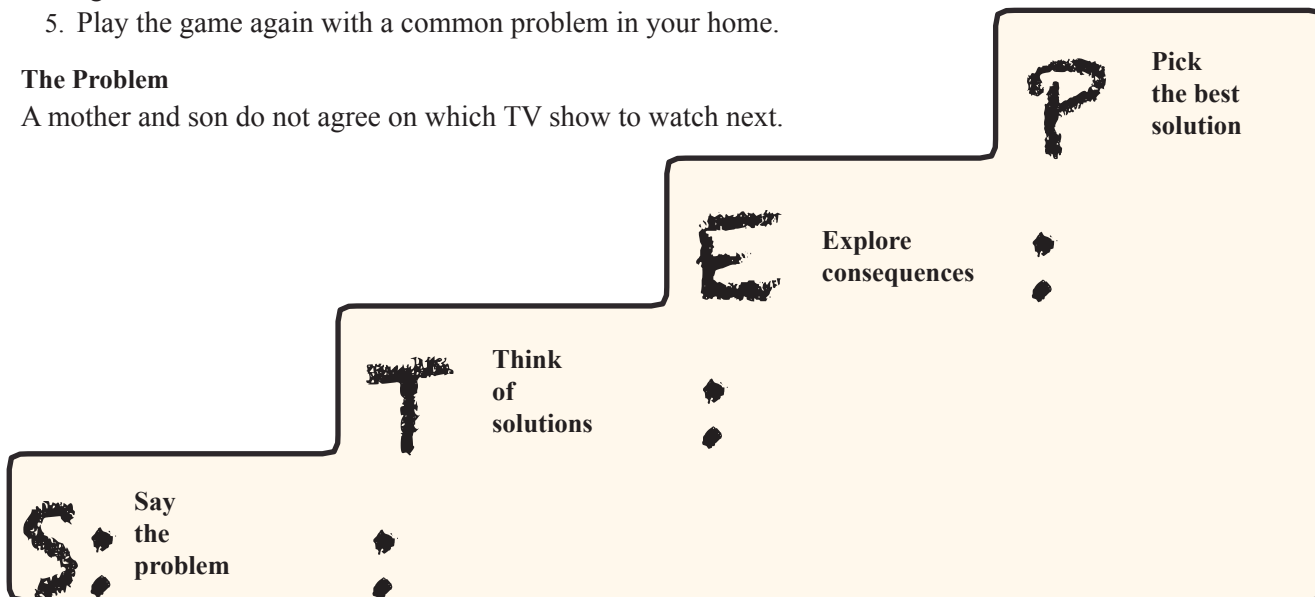 5. Play the game again with a common problem in your home.
The Problem
A mother and son do not agree on which TV show to watch next.
P
Pick
the best
solution
E
Explore
consequences
:
T
Think
of
solutions
:
S:
Say
the
problem
: